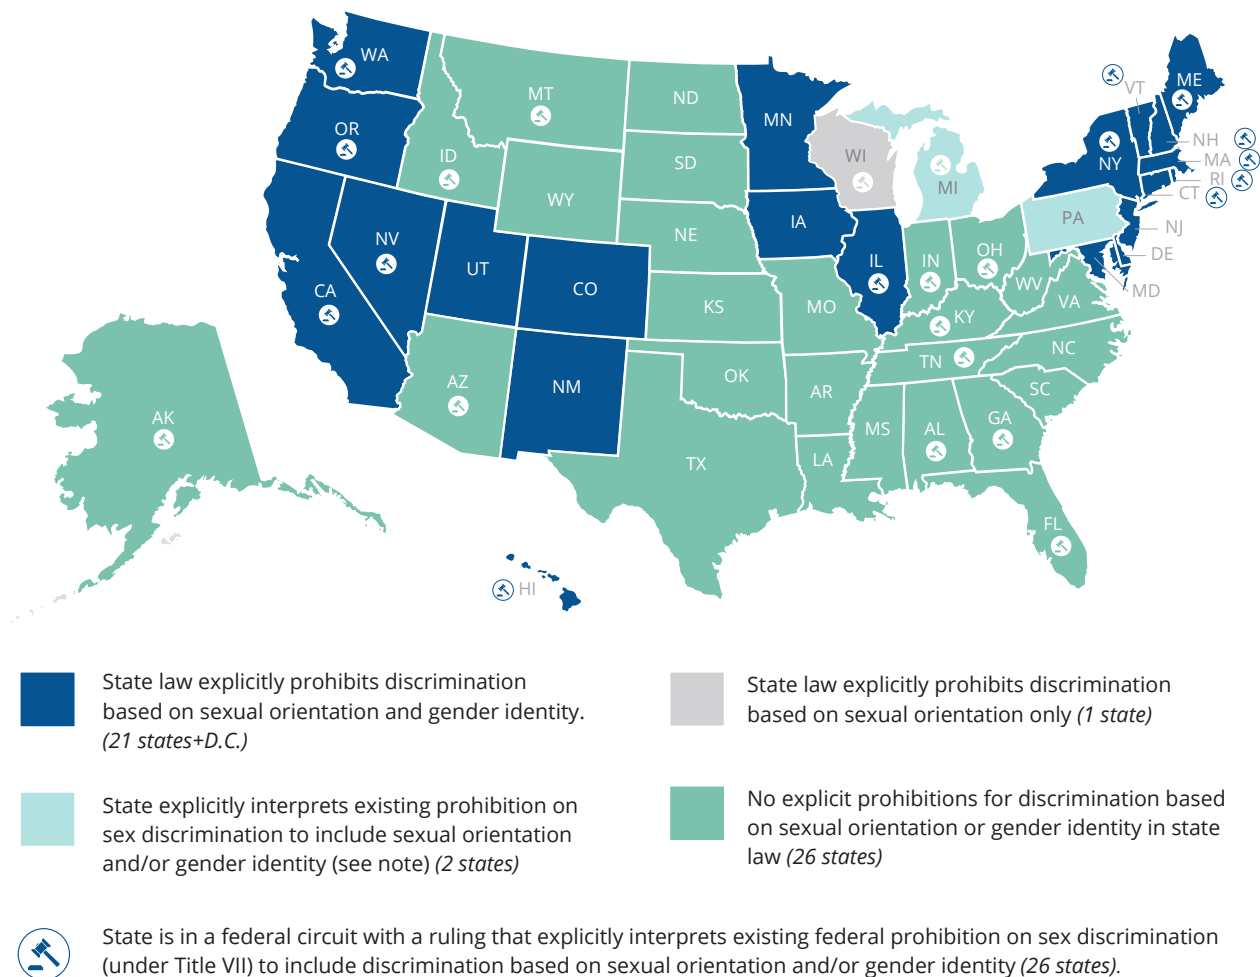 WA
MT
ND
MN
VT
ME
OR
ID
SD
WI
MI
NY
NH
MA
RI
CT
WY
NE
IA
PA
NJ
NV
UT
CO
IL
IN
OH
DE
CA
KS
MO
WV
VA
MD
KY
NC
TN
AZ
NM
OK
AR
SC
AK
MS
AL
GA
TX
LA
FL
HI
State law explicitly prohibits discrimination
based on sexual orientation and gender identity.
(21 states+D.C.)
State law explicitly prohibits discrimination
based on sexual orientation only (1 state)
State explicitly interprets existing prohibition on
sex discrimination to include sexual orientation
and/or gender identity (see note) (2 states)
No explicit prohibitions for discrimination based
on sexual orientation or gender identity in state
law (26 states)
State is in a federal circuit with a ruling that explicitly interprets existing federal prohibition on sex discrimination
(under Title VII) to include discrimination based on sexual orientation and/or gender identity (26 states).